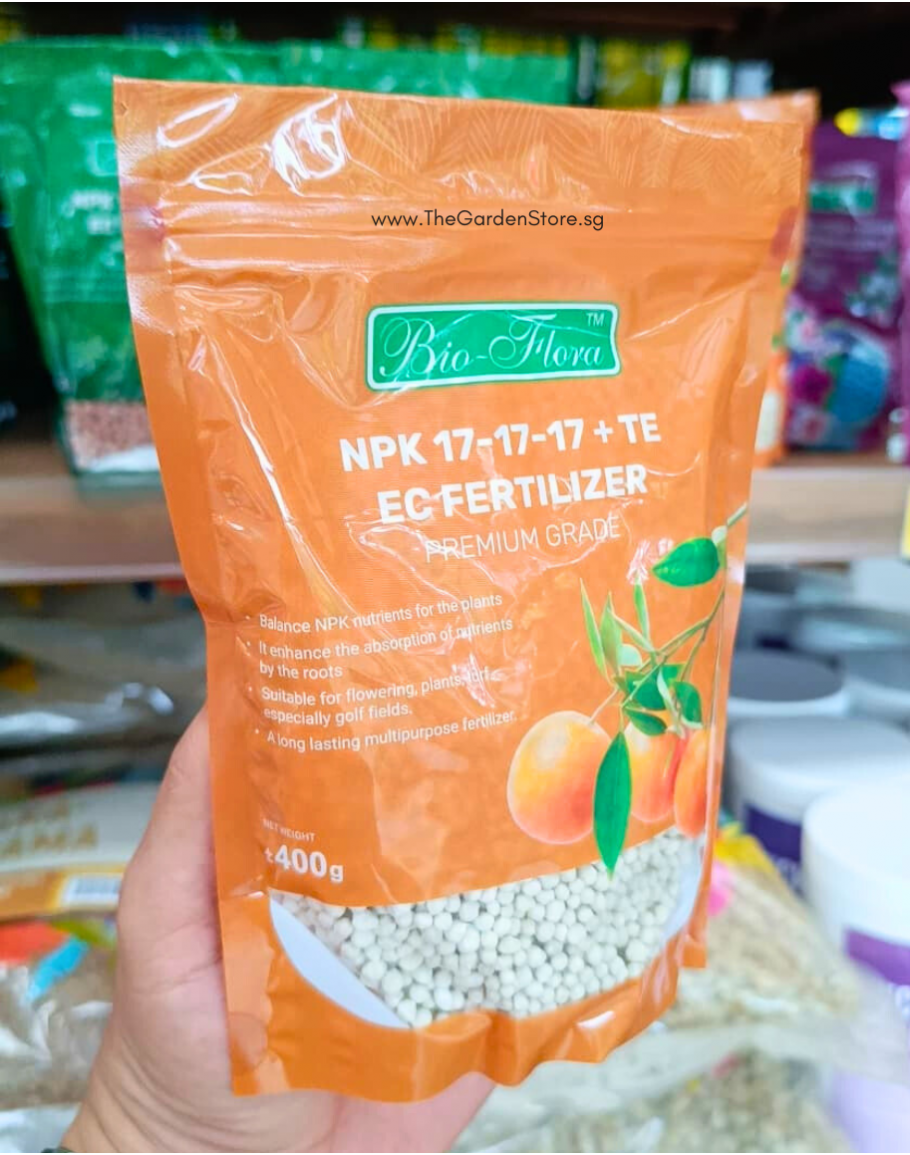 www.TheGardenStore.sg
Bio-Flora™
NPK 17-17-17 + TE
EC FERTILIZER
PREMIUM GRADE
• Balance NPK nutrients for the plants
• It enhance the absorption of nutrients
by the roots
• Suitable for flowering, plants, turf
especially golf fields.
• A long lasting multipurpose fertilizer.
NET WEIGHT
±400g